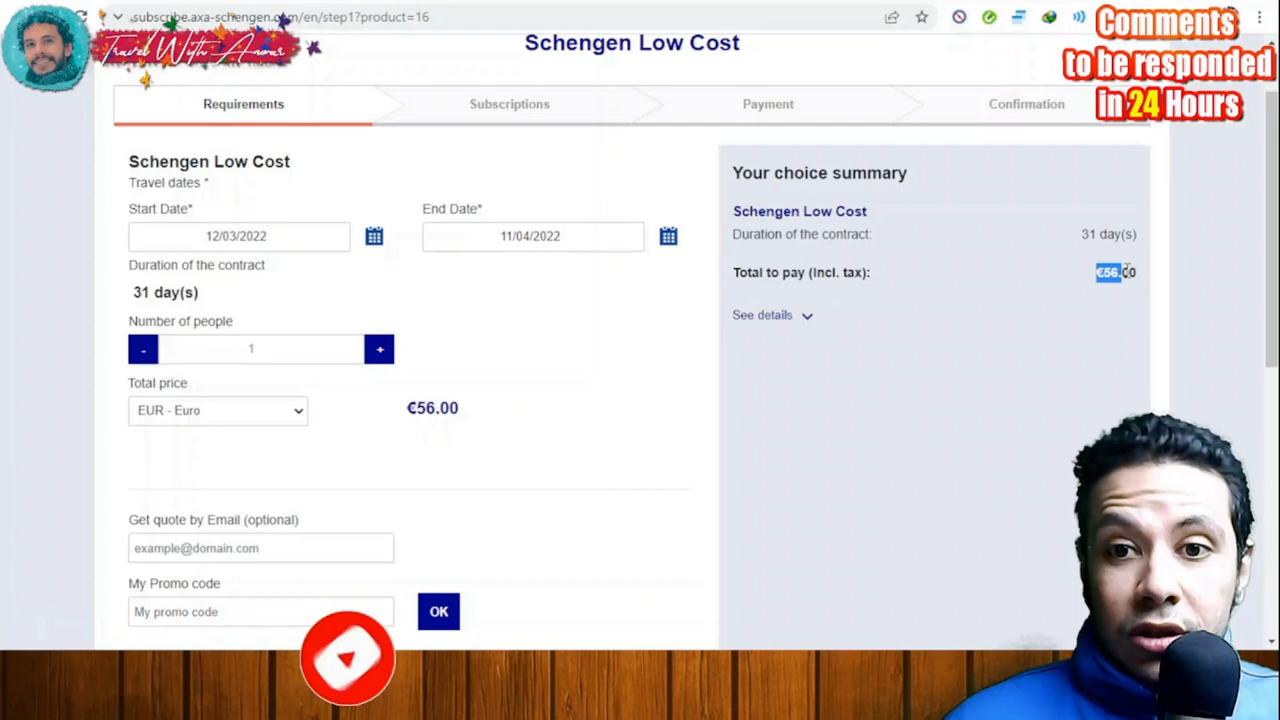 subscribe.axa-schengen.com/en/step1?product=16
Travel With Anouar
Comments
to be responded
in 24 Hours
Schengen Low Cost
Requirements
Subscriptions
Payment
Confirmation
Schengen Low Cost
Travel dates *
Start Date*
End Date*
12/03/2022
11/04/2022
Duration of the contract
31 day(s)
Number of people
-
1
+
Total price
EUR - Euro
€56.00
Get quote by Email (optional)
example@domain.com
My Promo code
My promo code
OK
Your choice summary
Schengen Low Cost
Duration of the contract:
31 day(s)
Total to pay (Incl. tax):
€56.00
See details